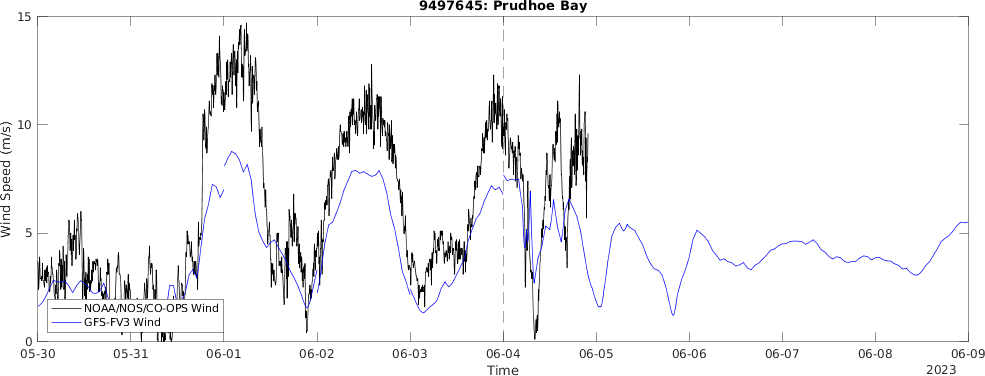 9497645: Prudhoe Bay
15
10
5
0
Wind Speed (m/s)
NOAA/NOS/CO-OPS Wind
GFS-FV3 Wind
05-30 05-31 06-01 06-02 06-03 06-04 06-05 06-06 06-07 06-08 06-09
Time
2023